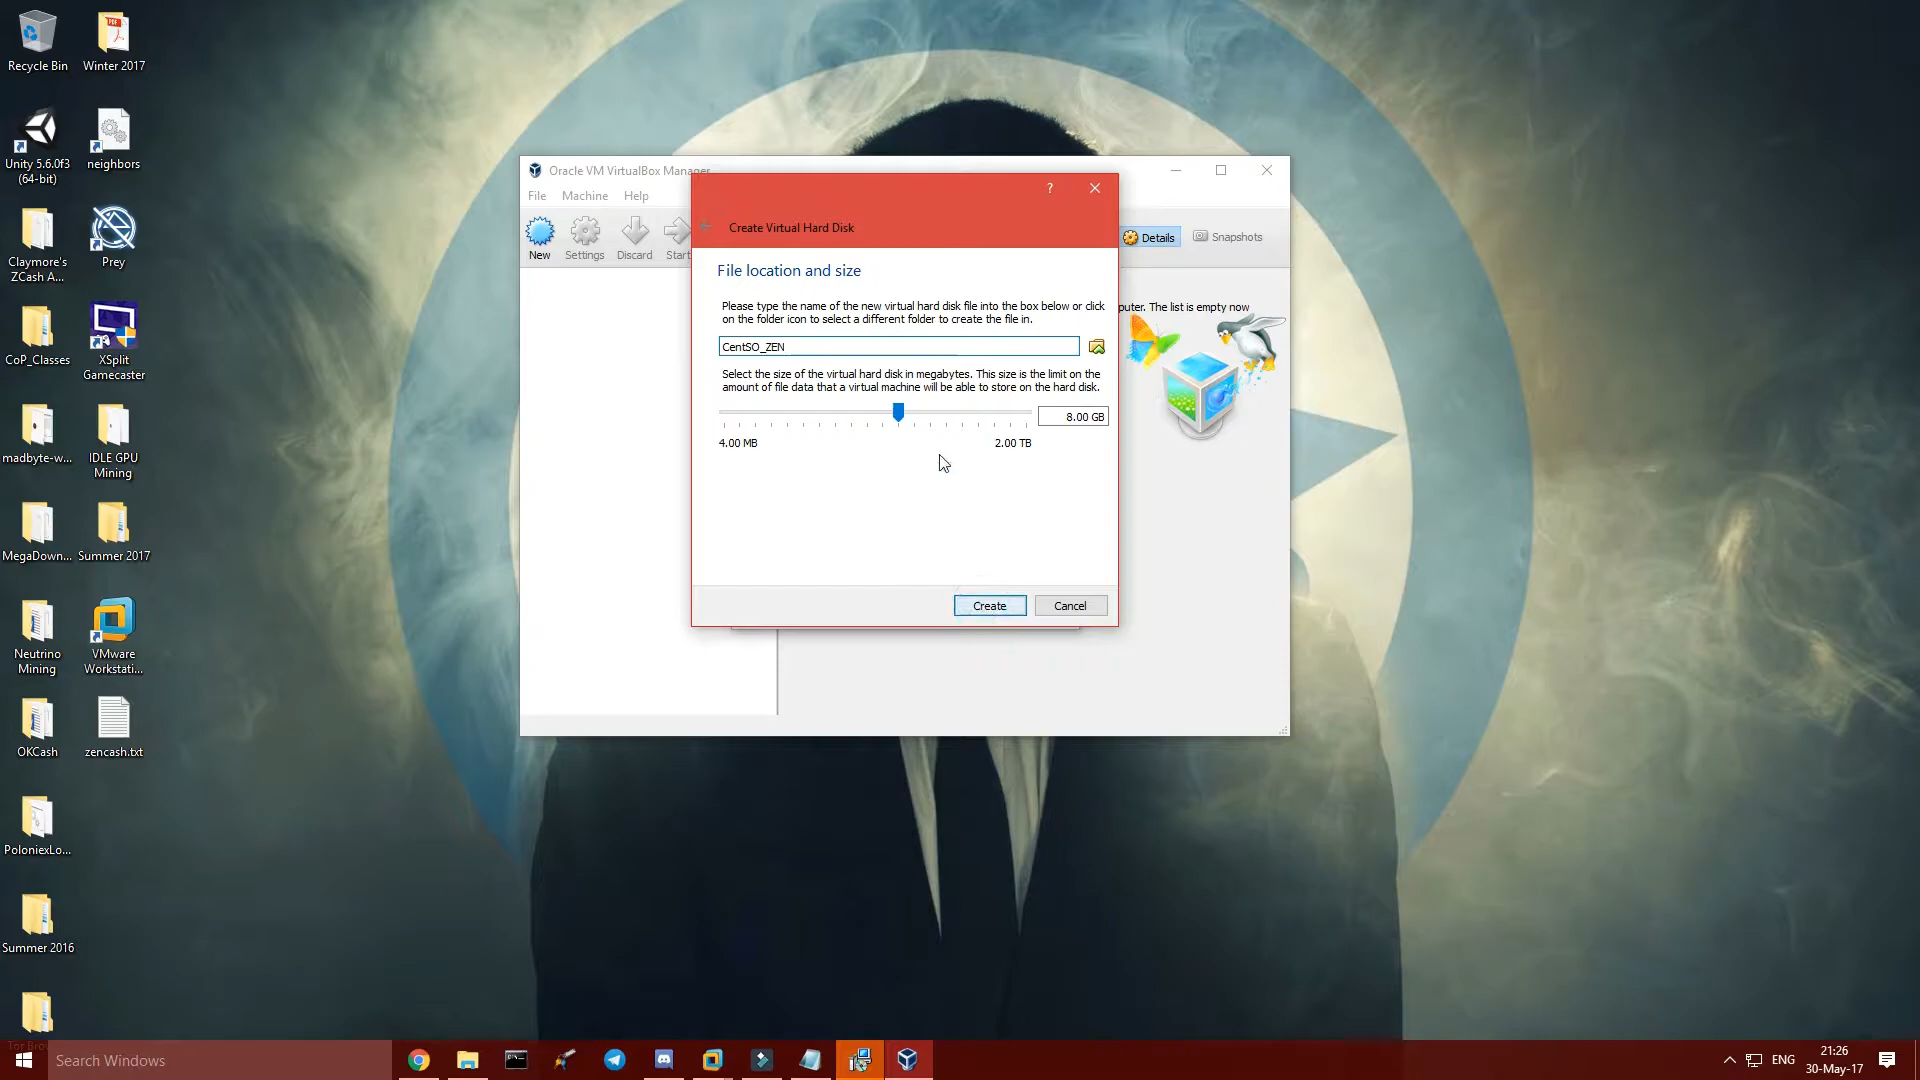 Recycle Bin
Winter 2017
Unity 5.6.0f3
(64-bit)
neighbors
Claymore's
ZCash A...
Prey
CoP_Classes
XSplit
Gamecaster
madbyte-w...
IDLE GPU
Mining
MegaDown...
Summer 2017
Neutrino
Mining
VMware
Workstati...
OKCash
zencash.txt
PoloniexLo...
Summer 2016
Oracle VM VirtualBox Manager
File
Machine
Help
New
Settings
Discard
Start
Details
Snapshots
puter. The list is empty now
?
Create Virtual Hard Disk
File location and size
Please type the name of the new virtual hard disk file into the box below or click
on the folder icon to select a different folder to create the file in.
CentSO_ZEN
Select the size of the virtual hard disk in megabytes. This size is the limit on the
amount of file data that a virtual machine will be able to store on the hard disk.
8.00 GB
4.00 MB
2.00 TB
Create
Cancel
Search Windows
ENG
21:26
30-May-17